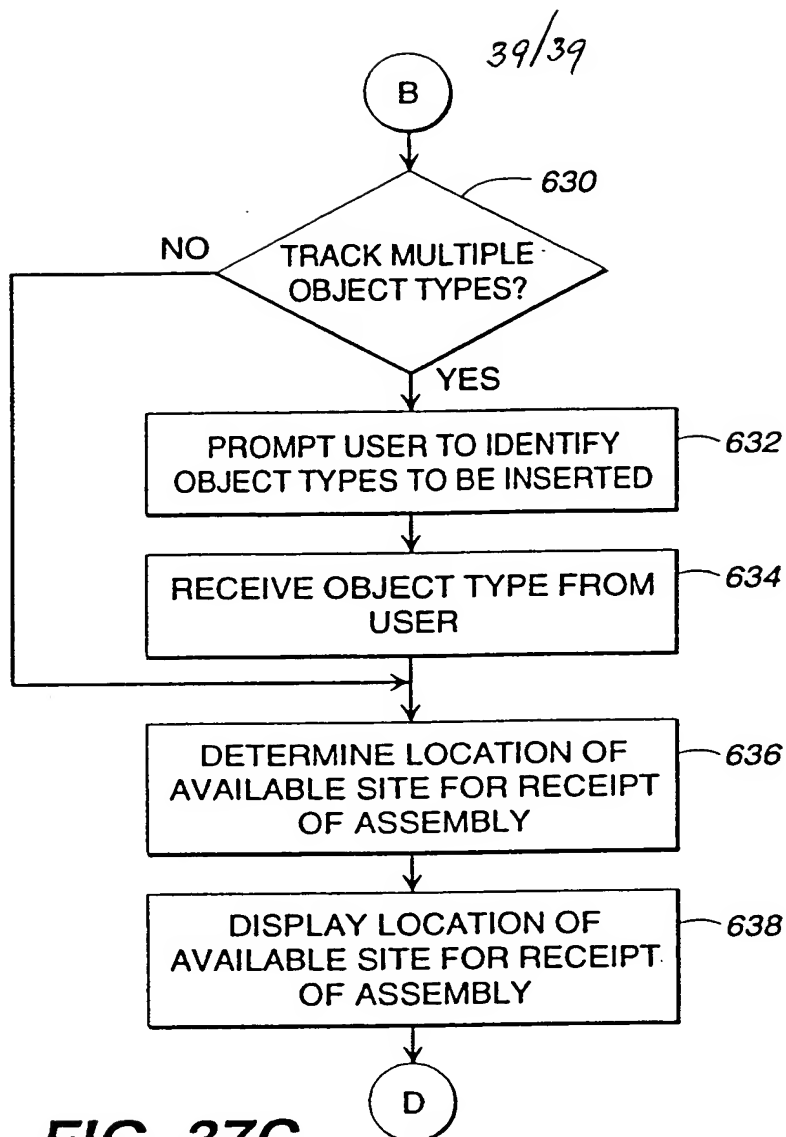 39/39
B
630
NO
TRACK MULTIPLE
OBJECT TYPES?
YES
PROMPT USER TO IDENTIFY
OBJECT TYPES TO BE INSERTED
632
RECEIVE OBJECT TYPE FROM
USER
634
DETERMINE LOCATION OF
AVAILABLE SITE FOR RECEIPT
OF ASSEMBLY
636
DISPLAY LOCATION OF
AVAILABLE SITE FOR RECEIPT
OF ASSEMBLY
638
D
FIG. 37C